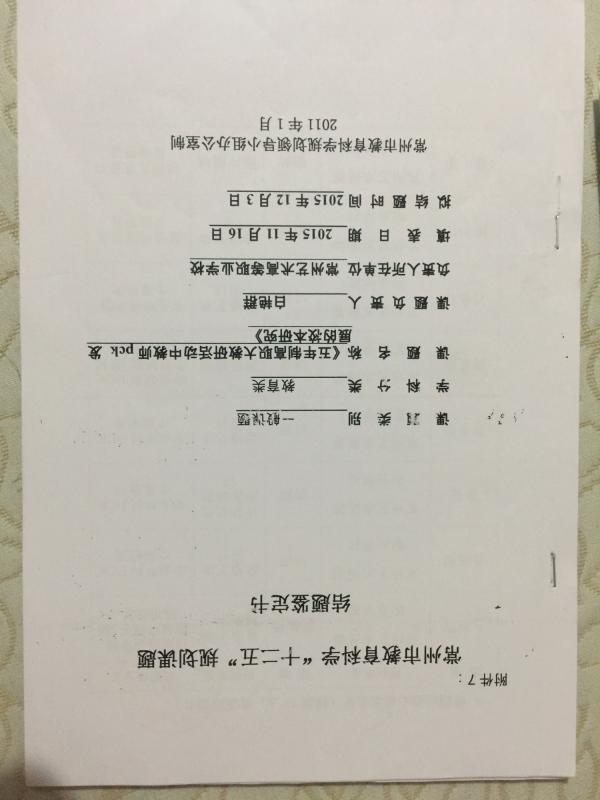 附件7：
常州市教育科学“十二五”规划课题
结题鉴定书
课题类别 一般课题
学科分类 教育类
课题名称《五年制高职大教研活动中教师pck 发
展的校本研究》
课题负责人 白艳群
负责人所在单位 常州艺术高等职业学校
填表日期 2015年11月16日
拟结题时间 2015年12月3日
常州市教育科学规划领导小组办公室制
2011年1月